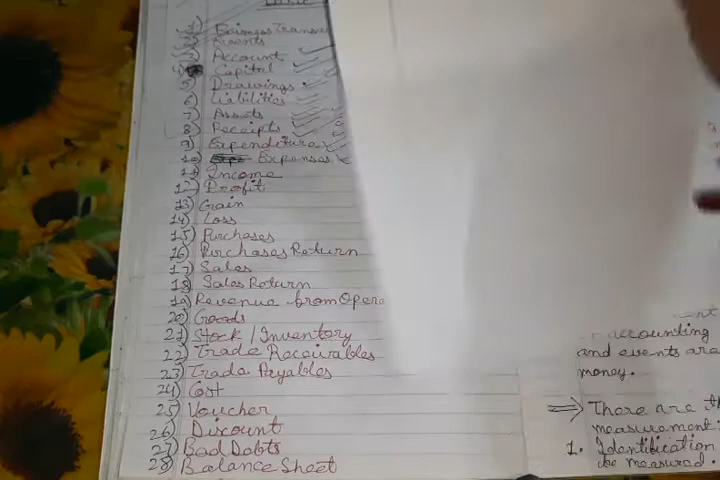 1) Business Transac
2) Events
3) Account
Capital
5) Drawings
6) Liabilities
7) Assets
8) Receipts
9) Expenditure
10) Expenses
11) Income
12) Profit
13) Gain
14) Loss
15) Purchases
16) Purchases Return
17) Sales
18) Sales Return
19) Revenue from Opera
20) Goods
21) Stock / Inventory
22) Trade Receivables
23) Trade Payables
24) Cost
25) Voucher
26) Discount
27) Bad Debts
28) Balance Sheet
accounting
and events are
money.
⇒ There are th
measurement:
1. Identification
be measured.